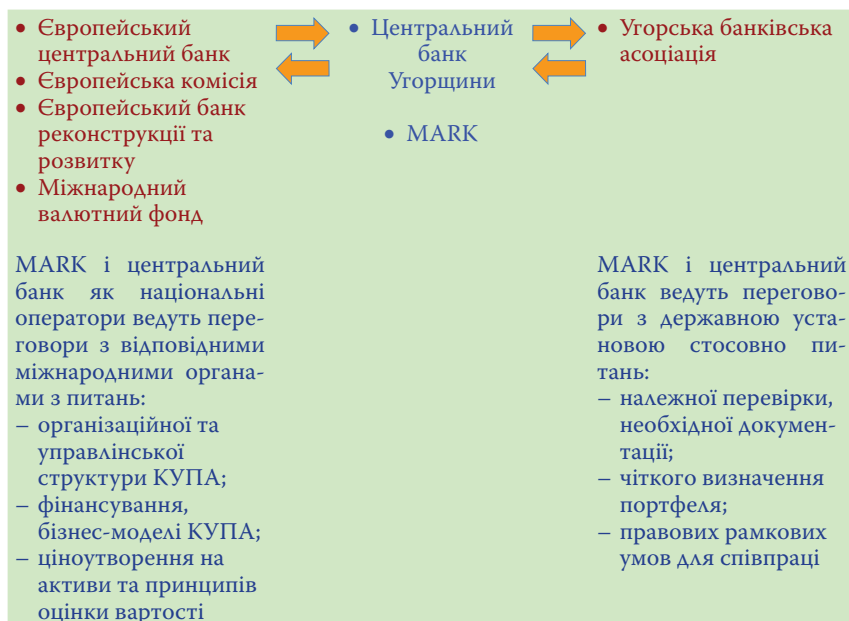 • Європейський
центральний банк
• Європейська комісія
• Європейський банк
реконструкції та
розвитку
• Міжнародний
валютний фонд
• Центральний
банк
Угорщини
• MARK
• Угорська банківська
асоціація
MARK і центральний
банк як національні
оператори ведуть пере-
говори з відповідними
міжнародними органа-
ми з питань:
– організаційної та
управлінської
структури КУПА;
– фінансування,
бізнес-моделі КУПА;
– ціноутворення на
активи та принципів
оцінки вартості
MARK і центральний
банк ведуть перегово-
ри з державною уста-
новою стосовно пи-
тань:
– належної перевірки,
необхідної докумен-
тації;
– чіткого визначення
портфеля;
– правових рамкових
умов для співпраці